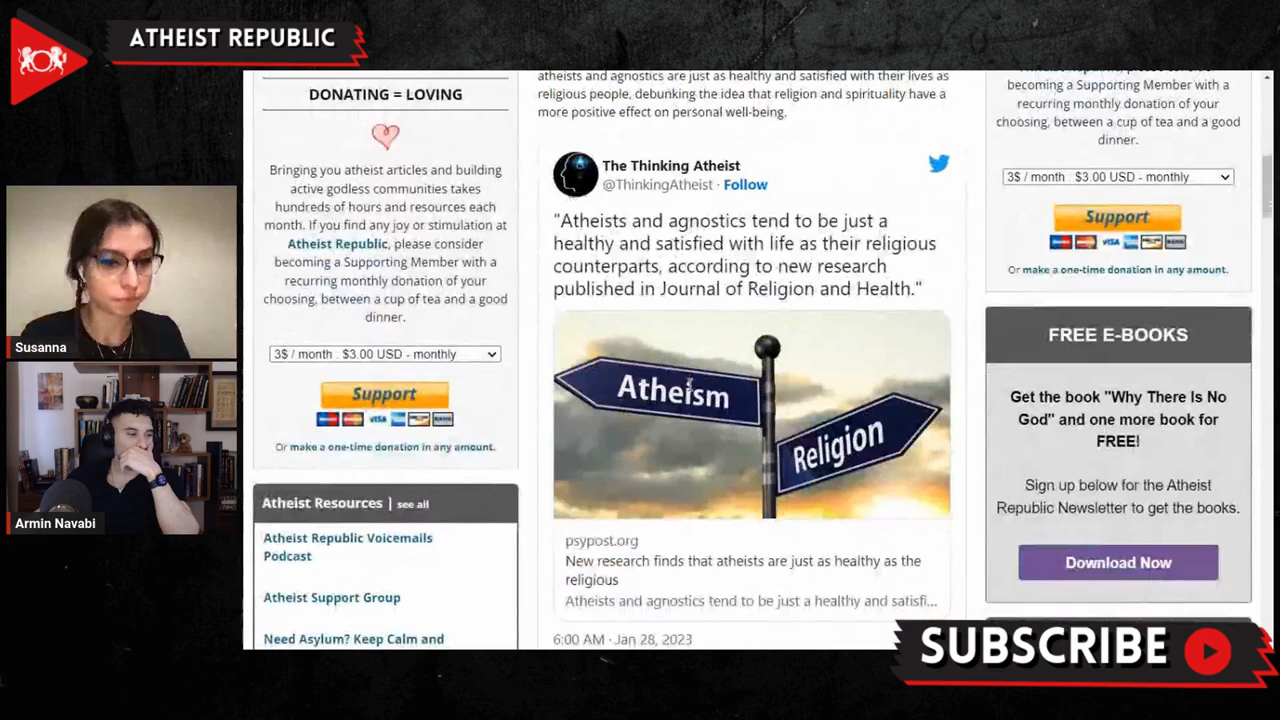 ATHEIST REPUBLIC
DONATING = LOVING
Bringing you atheist articles and building
active godless communities takes
hundreds of hours and resources each
month. If you find any joy or stimulation at
Atheist Republic, please consider
becoming a Supporting Member with a
recurring monthly donation of your
choosing, between a cup of tea and a good
dinner.
3$ / month : $3.00 USD - monthly
Support
VISA
BANK
Or make a one-time donation in any amount.
Atheist Resources | see all
Atheist Republic Voicemails
Podcast
Atheist Support Group
Need Asylum? Keep Calm and
atheists and agnostics are just as healthy and satisfied with their lives as
religious people, debunking the idea that religion and spirituality have a
more positive effect on personal well-being.
The Thinking Atheist
@ThinkingAtheist · Follow
"Atheists and agnostics tend to be just a
healthy and satisfied with life as their religious
counterparts, according to new research
published in Journal of Religion and Health."
Atheism
Religion
psypost.org
New research finds that atheists are just as healthy as the
religious
Atheists and agnostics tend to be just a healthy and satisfi...
6:00 AM · Jan 28, 2023
becoming a Supporting Member with a
recurring monthly donation of your
choosing, between a cup of tea and a good
dinner.
3$ / month : $3.00 USD - monthly
Support
VISA
BANK
Or make a one-time donation in any amount.
FREE E-BOOKS
Get the book "Why There Is No
God" and one more book for
FREE!
Sign up below for the Atheist
Republic Newsletter to get the books.
Download Now
Susanna
Armin Navabi
SUBSCRIBE